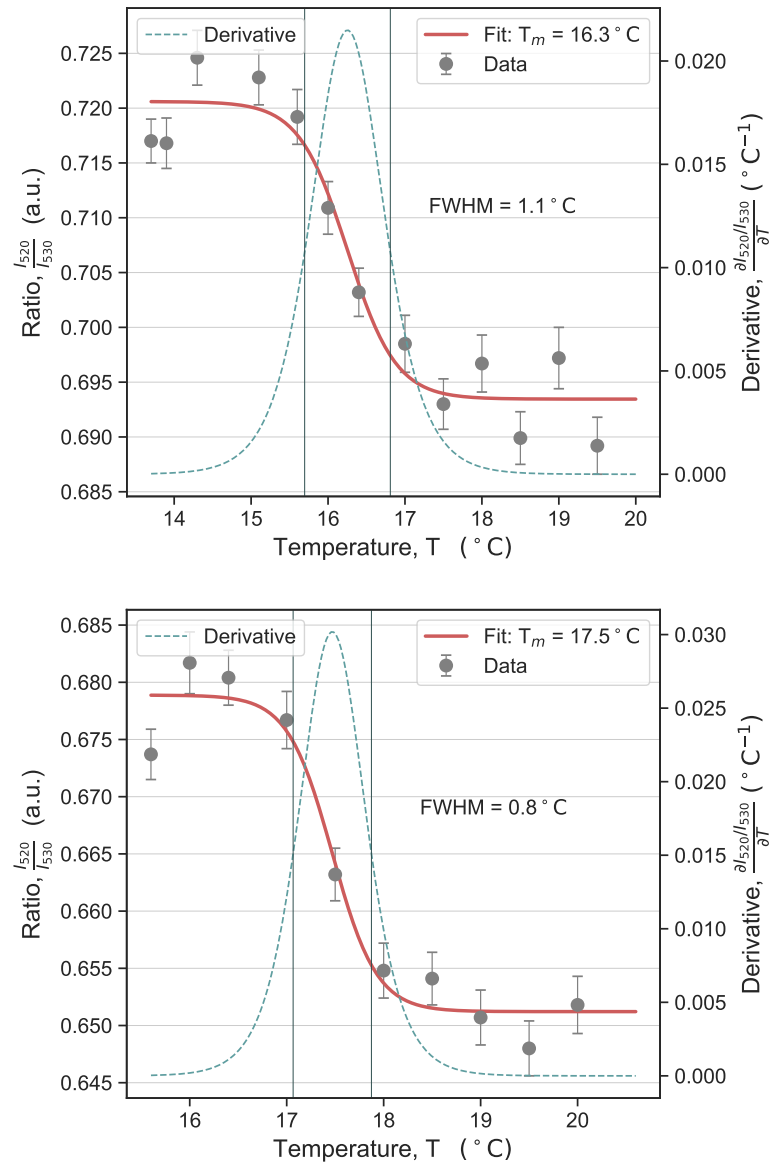 Derivative
Fit: Tm = 16.3 °C
Data
FWHM = 1.1 °C
0.725
0.720
0.715
0.710
0.705
0.700
0.695
0.690
0.685
Ratio, I520/I530 (a.u.)
0.020
0.015
0.010
0.005
0.000
Derivative, ∂I520/I530/∂T (°C−1)
14 15 16 17 18 19 20
Temperature, T (°C)
Derivative
Fit: Tm = 17.5 °C
Data
FWHM = 0.8 °C
0.685
0.680
0.675
0.670
0.665
0.660
0.655
0.650
0.645
Ratio, I520/I530 (a.u.)
0.030
0.025
0.020
0.015
0.010
0.005
0.000
Derivative, ∂I520/I530/∂T (°C−1)
16 17 18 19 20
Temperature, T (°C)